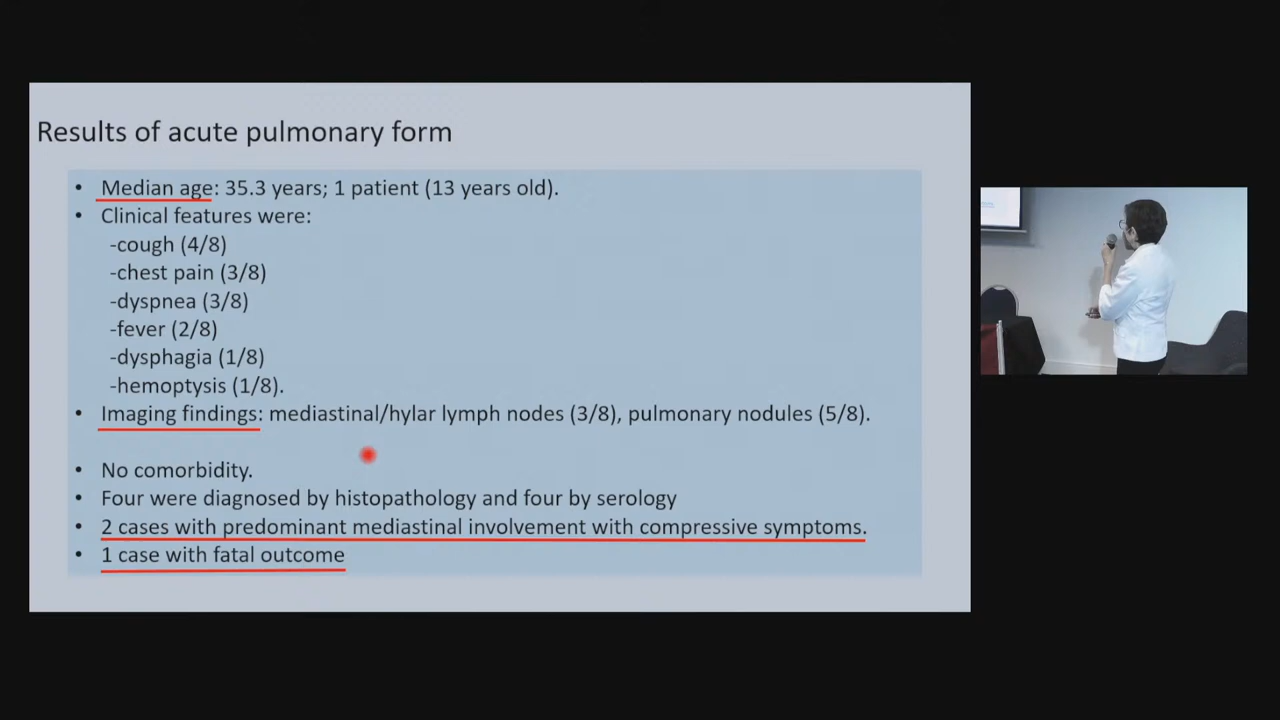 Results of acute pulmonary form
• Median age: 35.3 years; 1 patient (13 years old).
• Clinical features were:
-cough (4/8)
-chest pain (3/8)
-dyspnea (3/8)
-fever (2/8)
-dysphagia (1/8)
-hemoptysis (1/8).
• Imaging findings: mediastinal/hylar lymph nodes (3/8), pulmonary nodules (5/8).
• No comorbidity.
• Four were diagnosed by histopathology and four by serology
• 2 cases with predominant mediastinal involvement with compressive symptoms.
• 1 case with fatal outcome